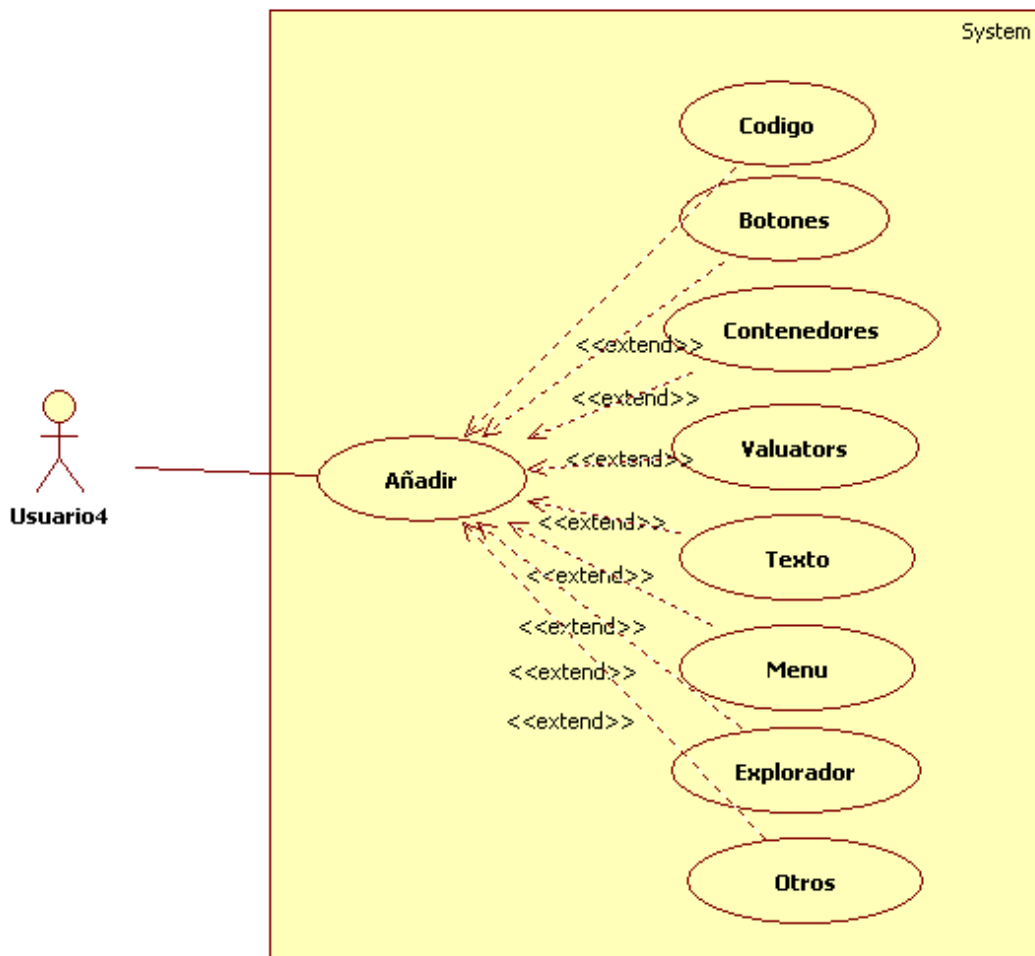 System
Codigo
Botones
Contenedores
<<extend>>
<<extend>>
Valuators
<<extend>>
Añadir
Usuario4
<<extend>>
Texto
<<extend>>
<<extend>>
Menu
<<extend>>
<<extend>>
Explorador
Otros